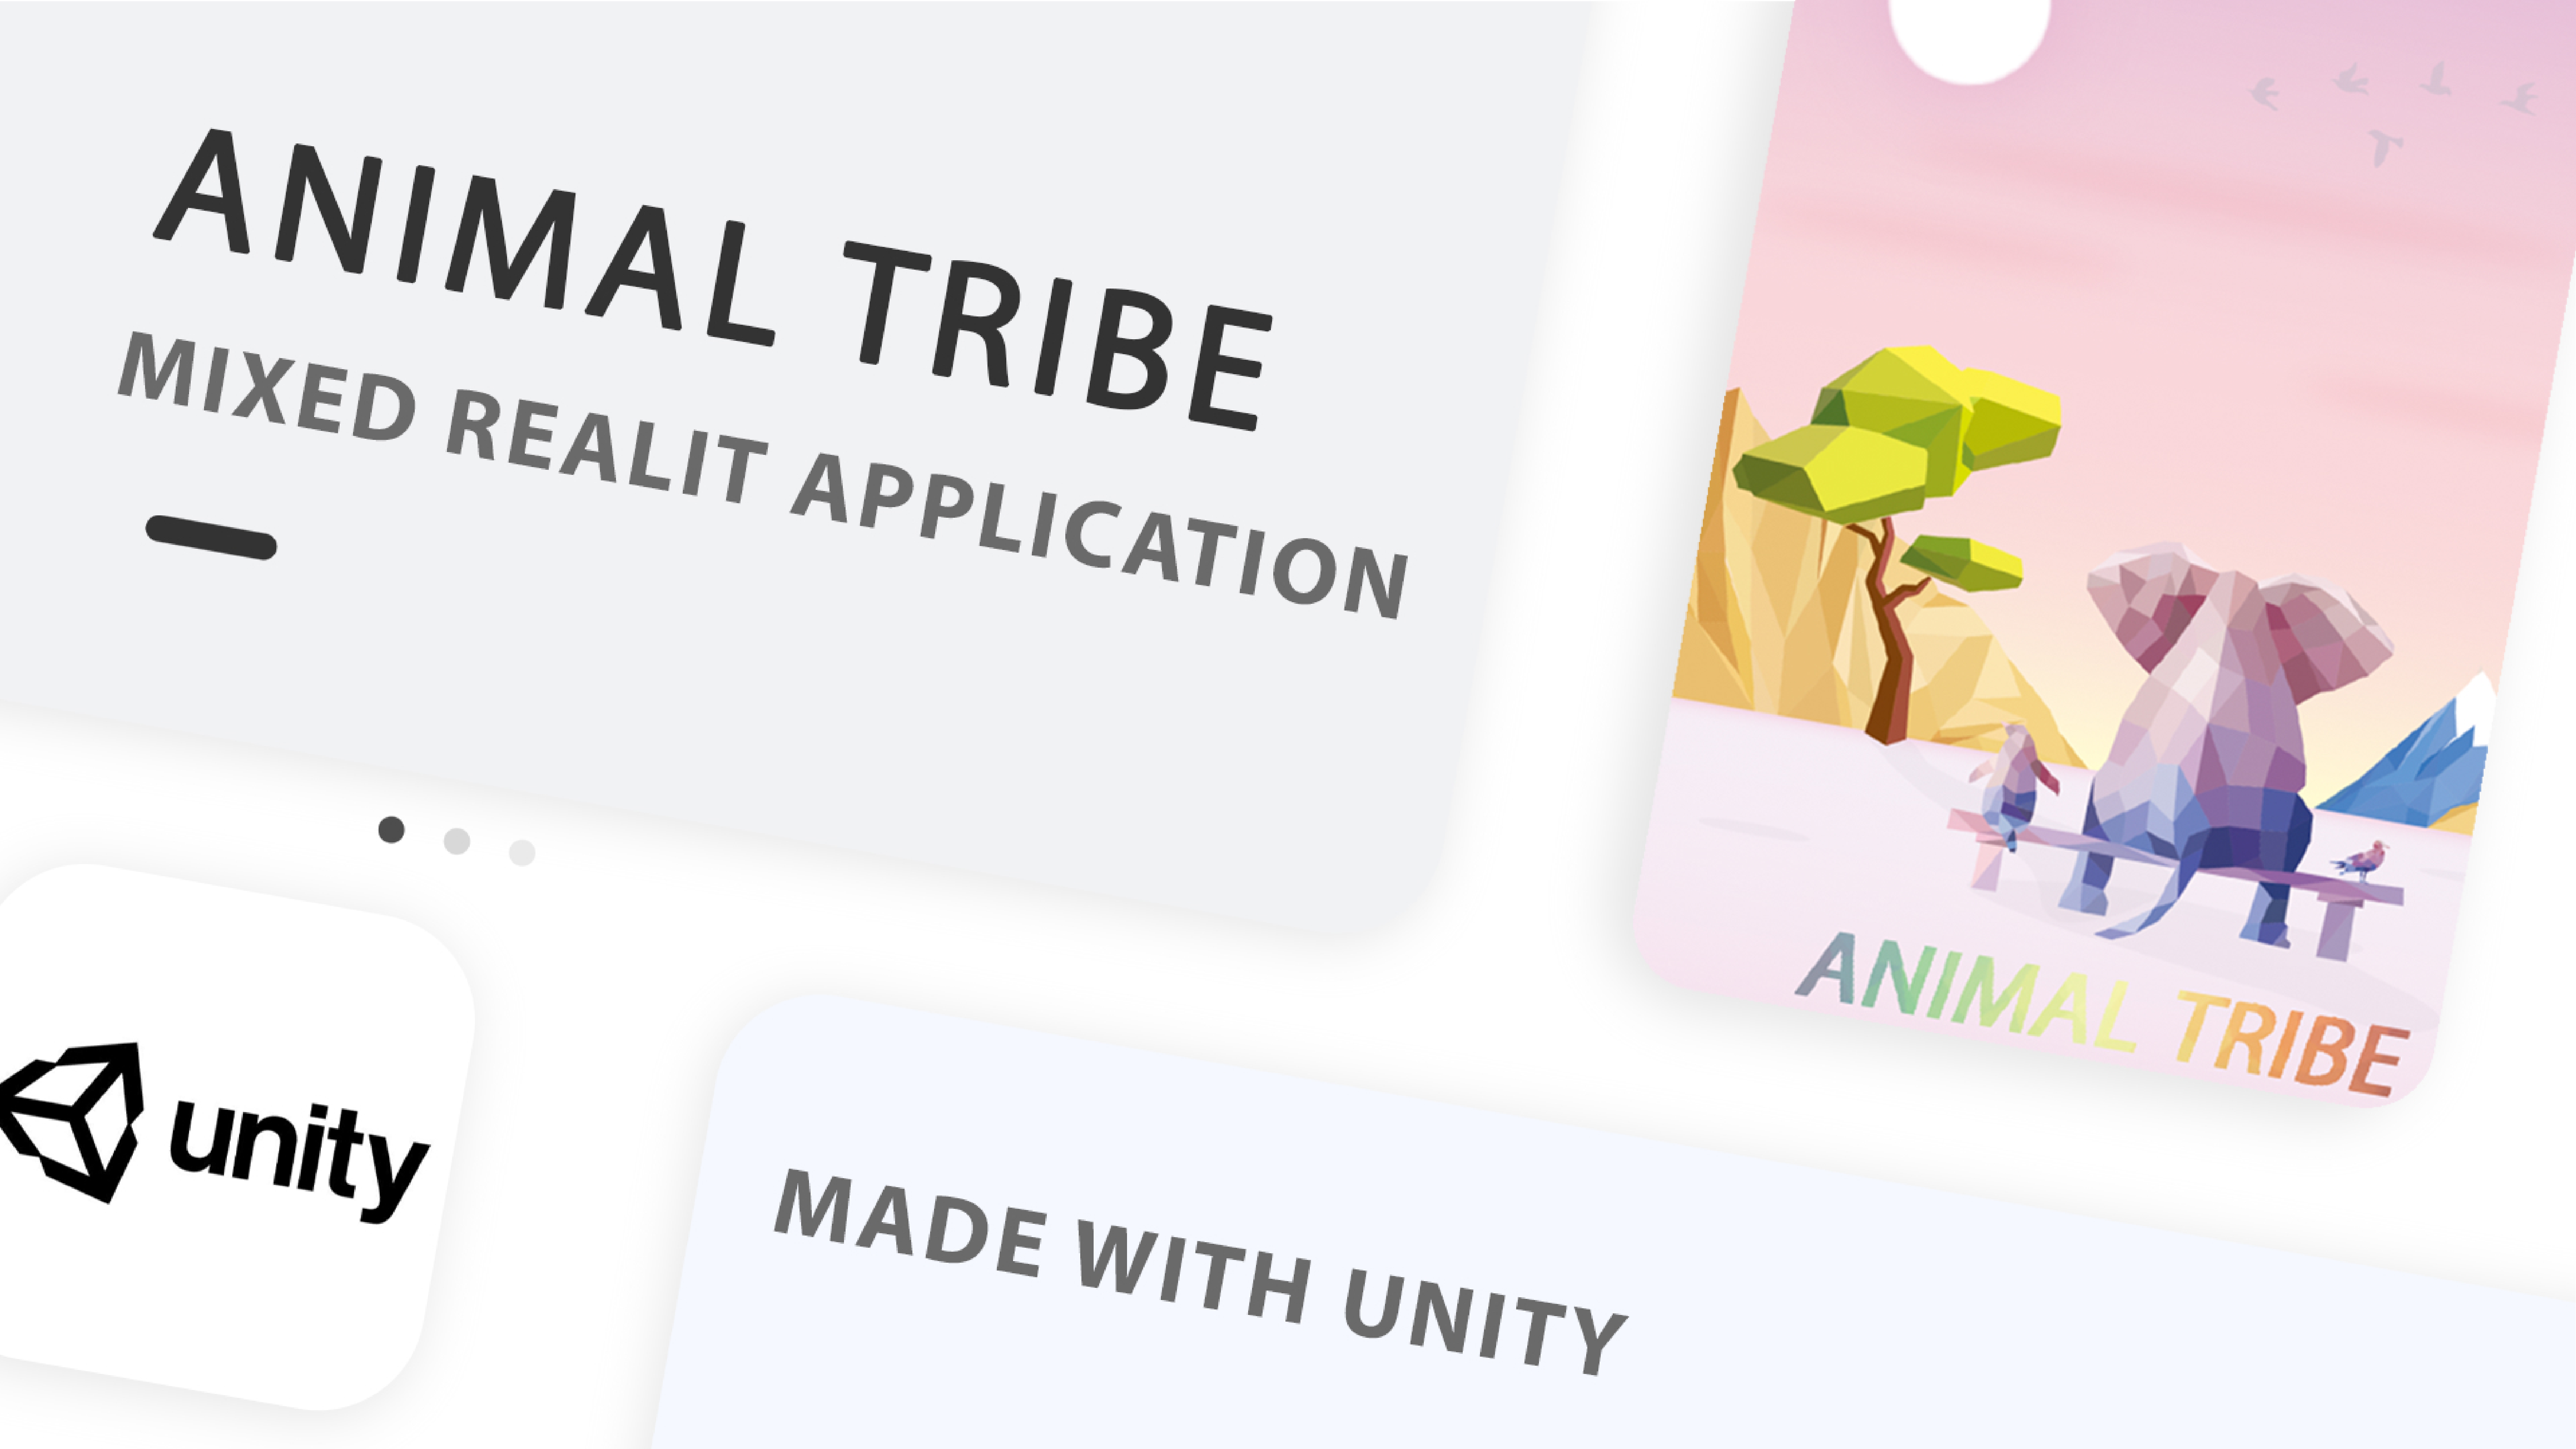 ANIMAL TRIBE
MIXED REALIT APPLICATION
ANIMAL TRIBE
unity
MADE WITH UNITY